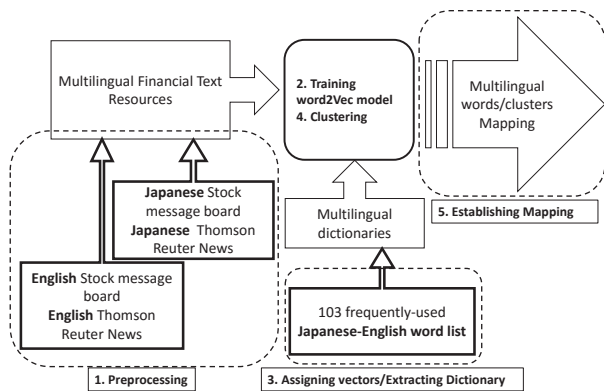 Multilingual Financial Text
Resources
2. Training
word2Vec model
4. Clustering
Multilingual
words/clusters
Mapping
Japanese Stock
message board
Japanese Thomson
Reuter News
Multilingual
dictionaries
5. Establishing Mapping
English Stock message
board
English Thomson
Reuter News
103 frequently-used
Japanese-English word list
1. Preprocessing
3. Assigning vectors/Extracting Dictionary